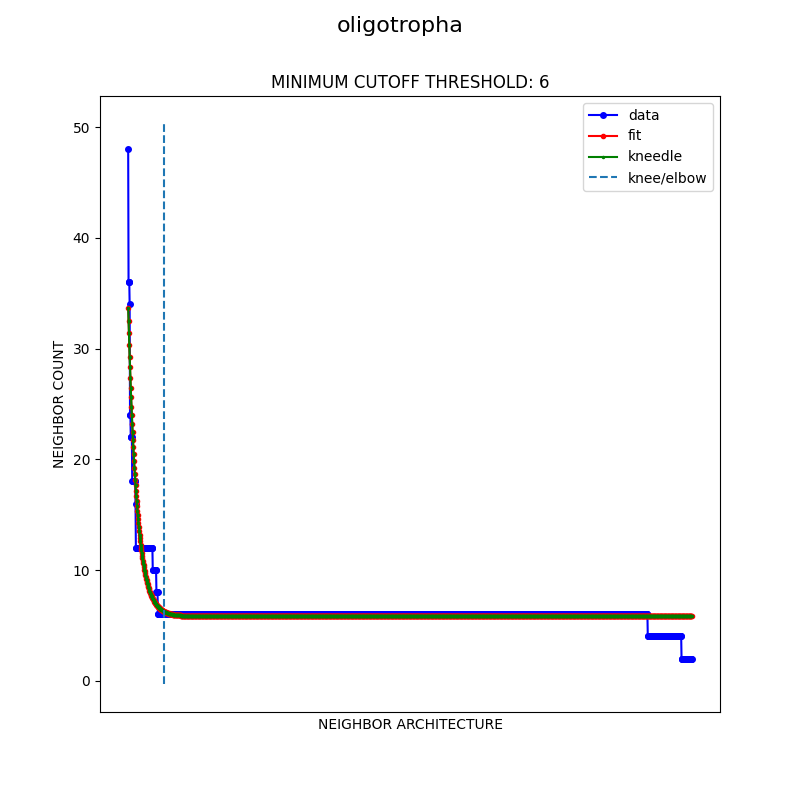 oligotropha
MINIMUM CUTOFF THRESHOLD: 6
data
fit
kneedle
knee/elbow
50
40
30
20
10
0
NEIGHBOR COUNT
NEIGHBOR ARCHITECTURE